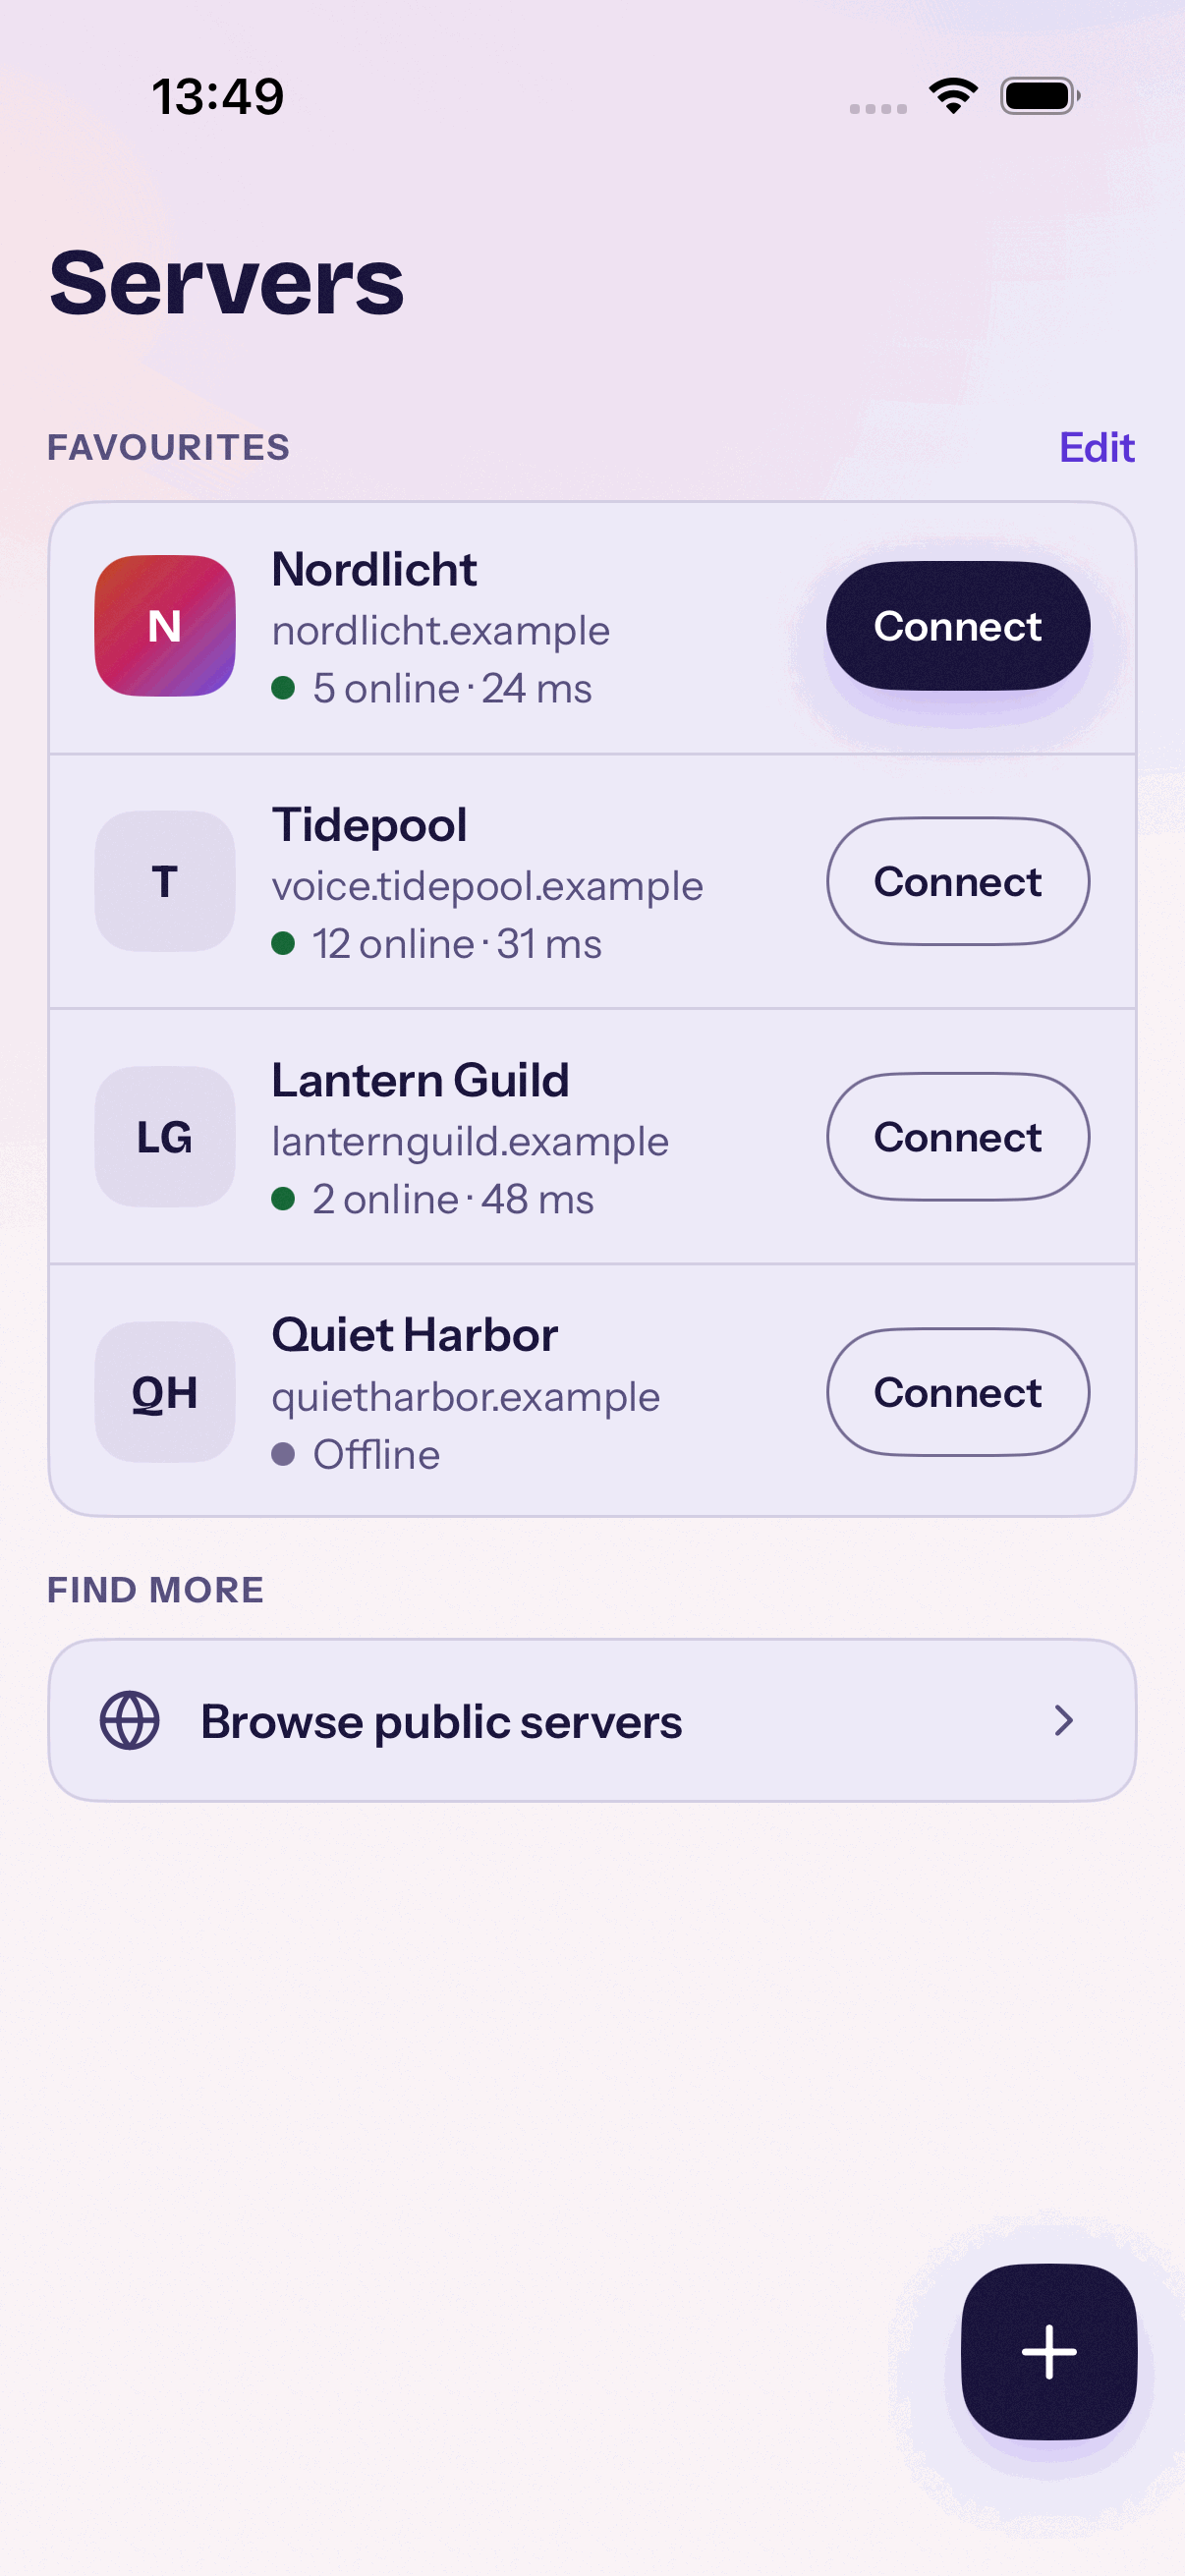 13:49
Servers
FAVOURITES
Edit
N
Nordlicht
nordlicht.example
5 online · 24 ms
Connect
T
Tidepool
voice.tidepool.example
12 online · 31 ms
Connect
LG
Lantern Guild
lanternguild.example
2 online · 48 ms
Connect
QH
Quiet Harbor
quietharbor.example
Offline
Connect
FIND MORE
Browse public servers